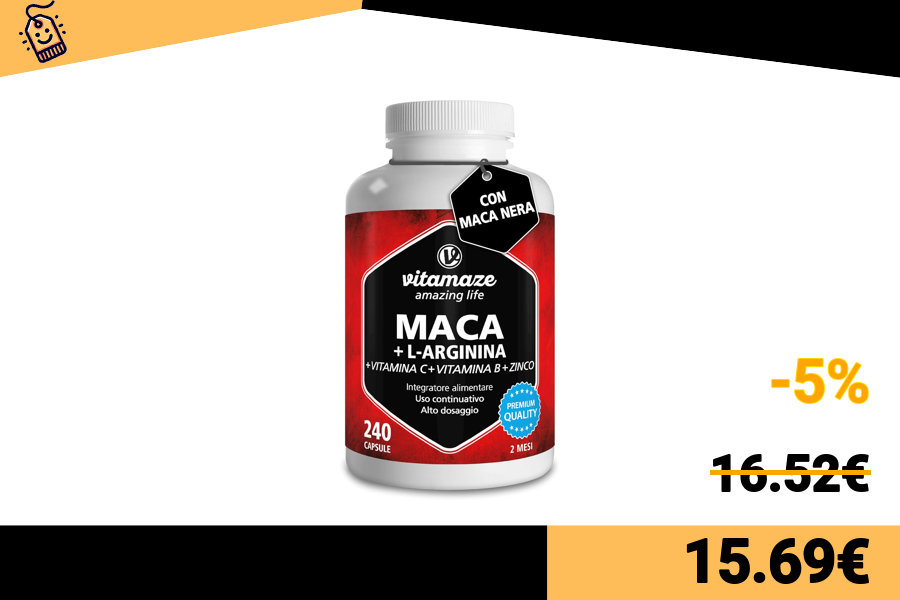 CON
MACA NERA
vitamaze
amazing life
MACA
+ L-ARGININA
+VITAMINA C+VITAMINA B+ZINCO
Integratore alimentare
Uso continuativo
Alto dosaggio
PREMIUM
QUALITY
240
CAPSULE
2 MESI
-5%
16.52€
15.69€